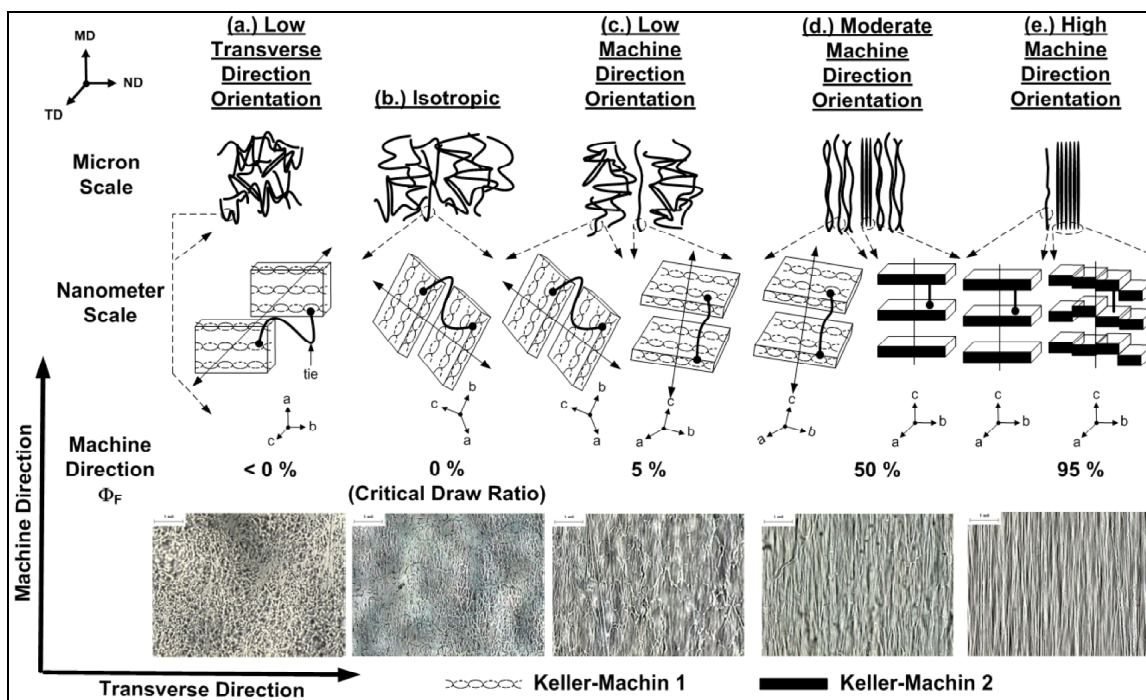 MD
ND
TD
(a.) Low
Transverse
Direction
Orientation
(b.) Isotropic
(c.) Low
Machine
Direction
Orientation
(d.) Moderate
Machine
Direction
Orientation
(e.) High
Machine
Direction
Orientation
Micron
Scale
Nanometer
Scale
tie
a
b
c
b
c
a
b
c
a
c
b
a
c
a
b
c
b
a
c
b
a
Machine
Direction
ΦF
< 0 %
0 %
5 %
50 %
95 %
(Critical Draw Ratio)
Machine Direction
Transverse Direction
Keller-Machin 1
Keller-Machin 2